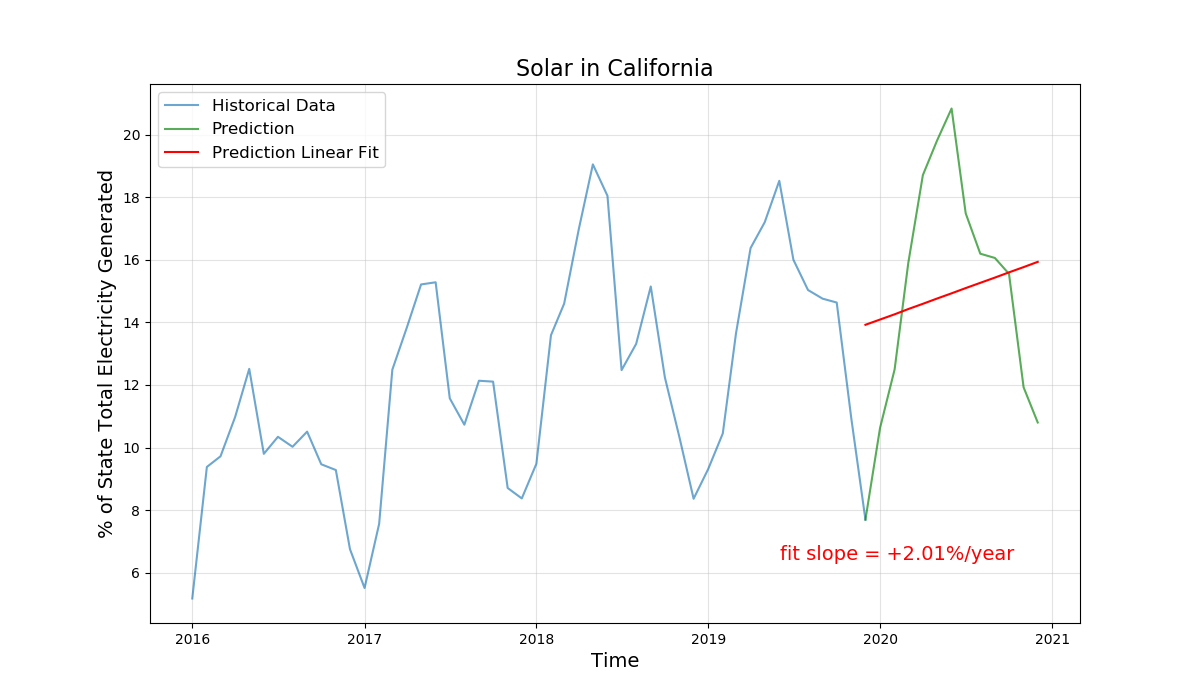 Solar in California
Historical Data
Prediction
Prediction Linear Fit
% of State Total Electricity Generated
20
18
16
14
12
10
8
6
fit slope = +2.01%/year
2016 2017 2018 2019 2020 2021
Time